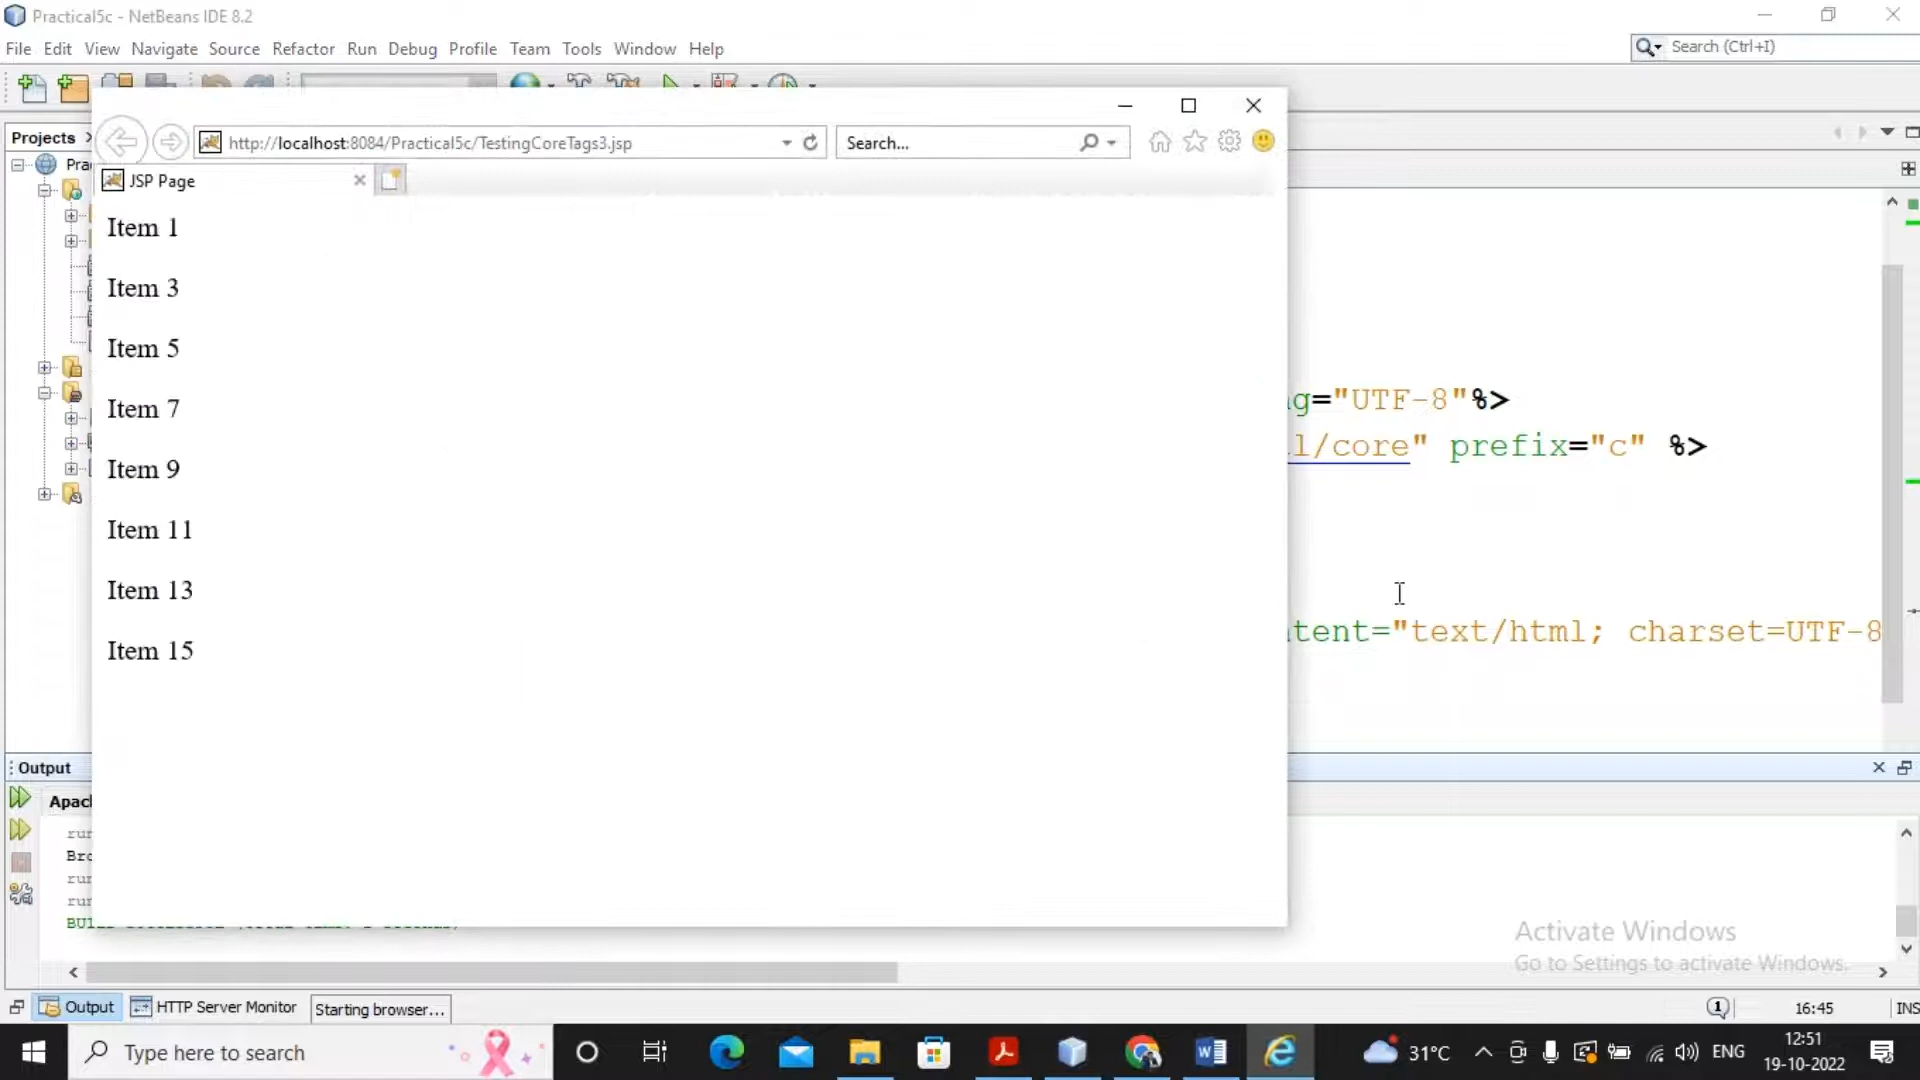 Practical5c - NetBeans IDE 8.2
File Edit View Navigate Source Refactor Run Debug Profile Team Tools Window Help
Search (Ctrl+I)
Projects
http://localhost:8084/Practical5c/TestingCoreTags3.jsp
Search...
JSP Page
Item 1
Item 3
Item 5
Item 7
Item 9
Item 11
Item 13
Item 15
="UTF-8"%>
l/core" prefix="c" %>
tent="text/html; charset=UTF-8
Output
Activate Windows
Go to Settings to activate Windows.
Output
HTTP Server Monitor
Starting browser...
16:45
INS
Type here to search
31°C
ENG
12:51
19-10-2022